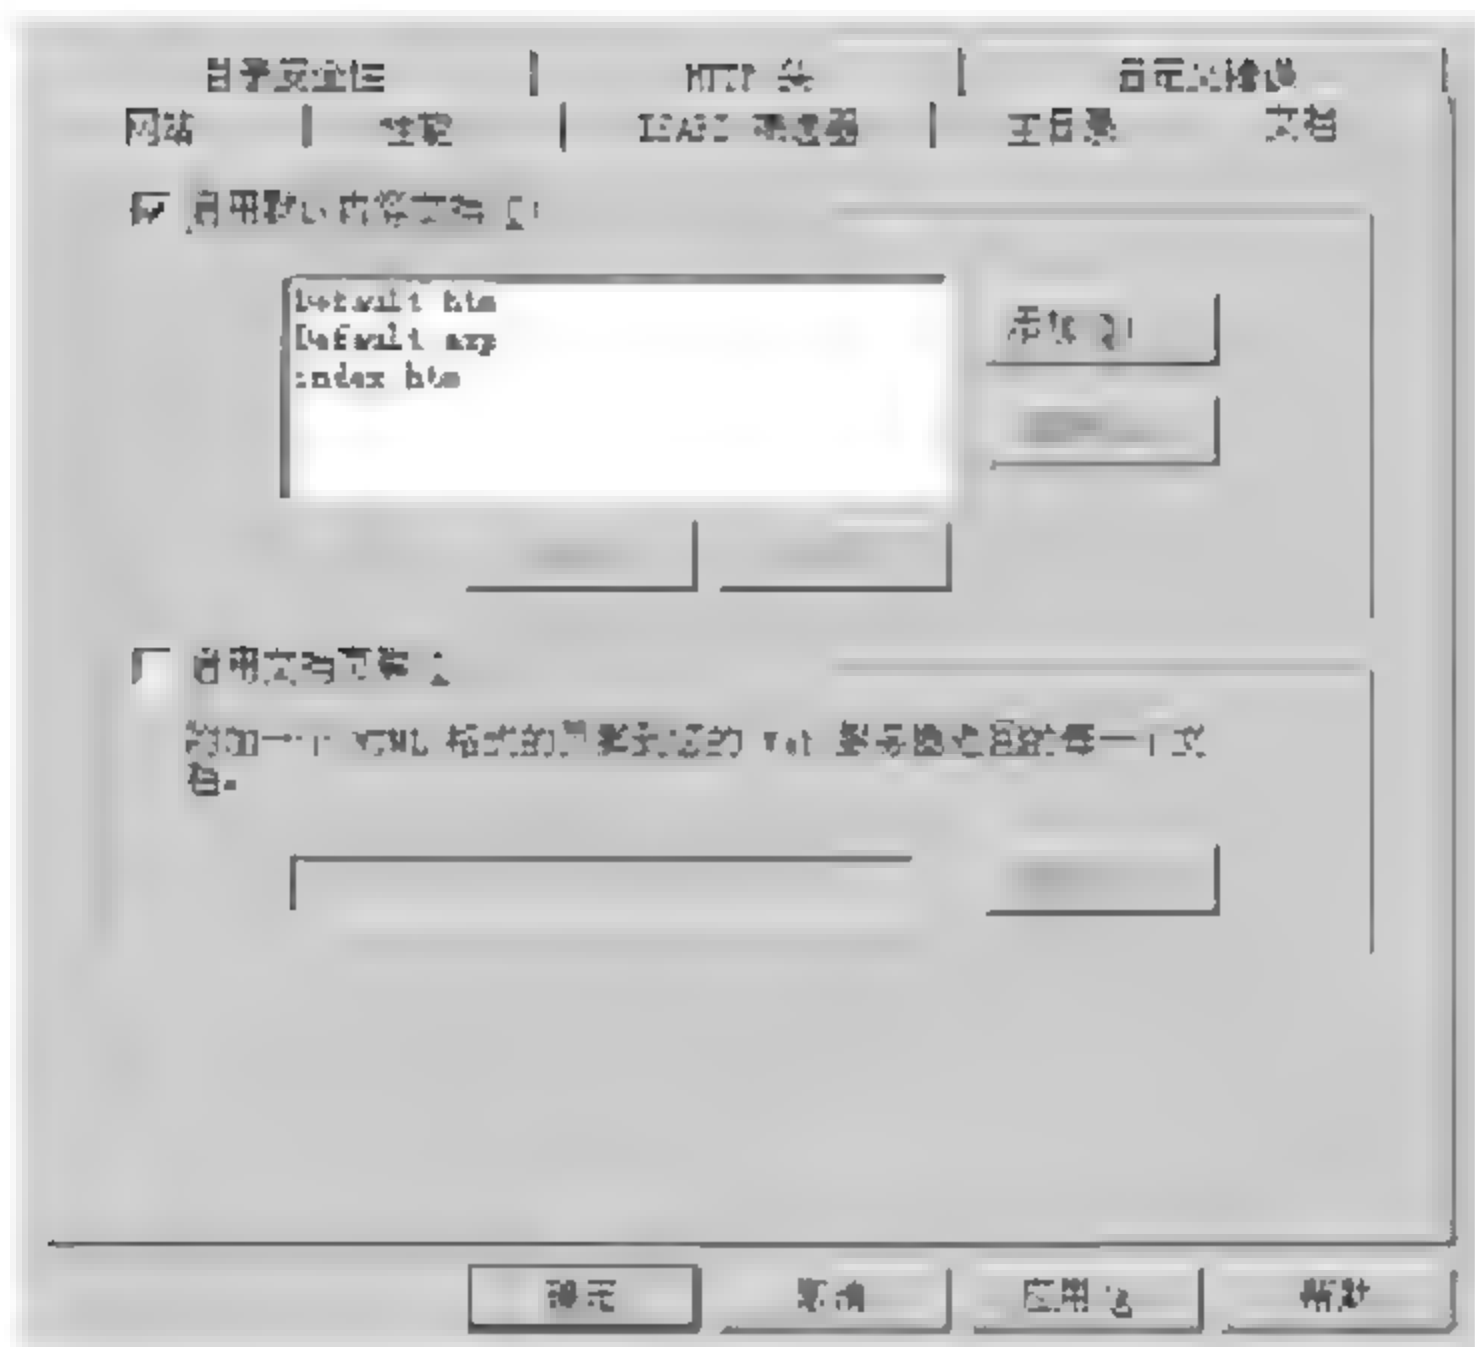 目录安全性 HTTP 头 自定义错误
网站 性能 ISAPI 筛选器 主目录 文档
启用默认内容文档
Default.htm
Default.asp
index.htm
添加
启用文档页脚
附加一个 HTML 格式的页脚到您的 Web 服务器返回的每一个文
档。
确定 取消 应用 帮助